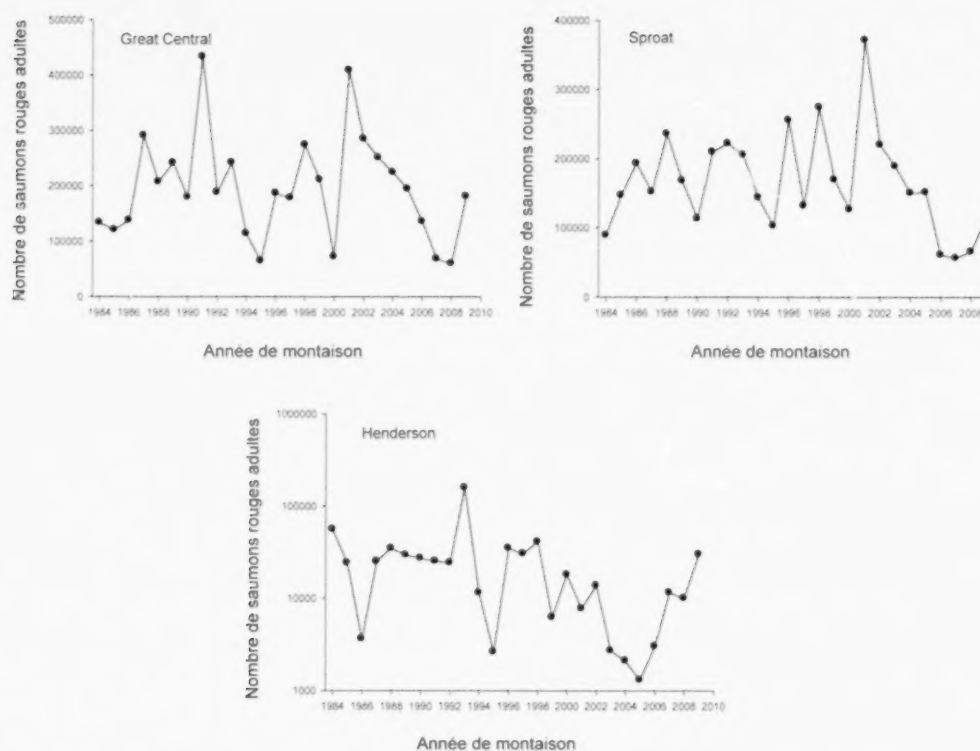 Great Central
Nombre de saumons rouges adultes
500000
400000
300000
200000
100000
0
1984 1986 1988 1990 1992 1994 1996 1998 2000 2002 2004 2006 2008 2010
Année de montaison
Sproat
Nombre de saumons rouges adultes
400000
300000
200000
100000
0
1984 1986 1988 1990 1992 1994 1996 1998 2000 2002 2004 2006 2008
Année de montaison
Henderson
Nombre de saumons rouges adultes
1000000
100000
10000
1000
1984 1986 1988 1990 1992 1994 1996 1998 2000 2002 2004 2006 2008 2010
Année de montaison